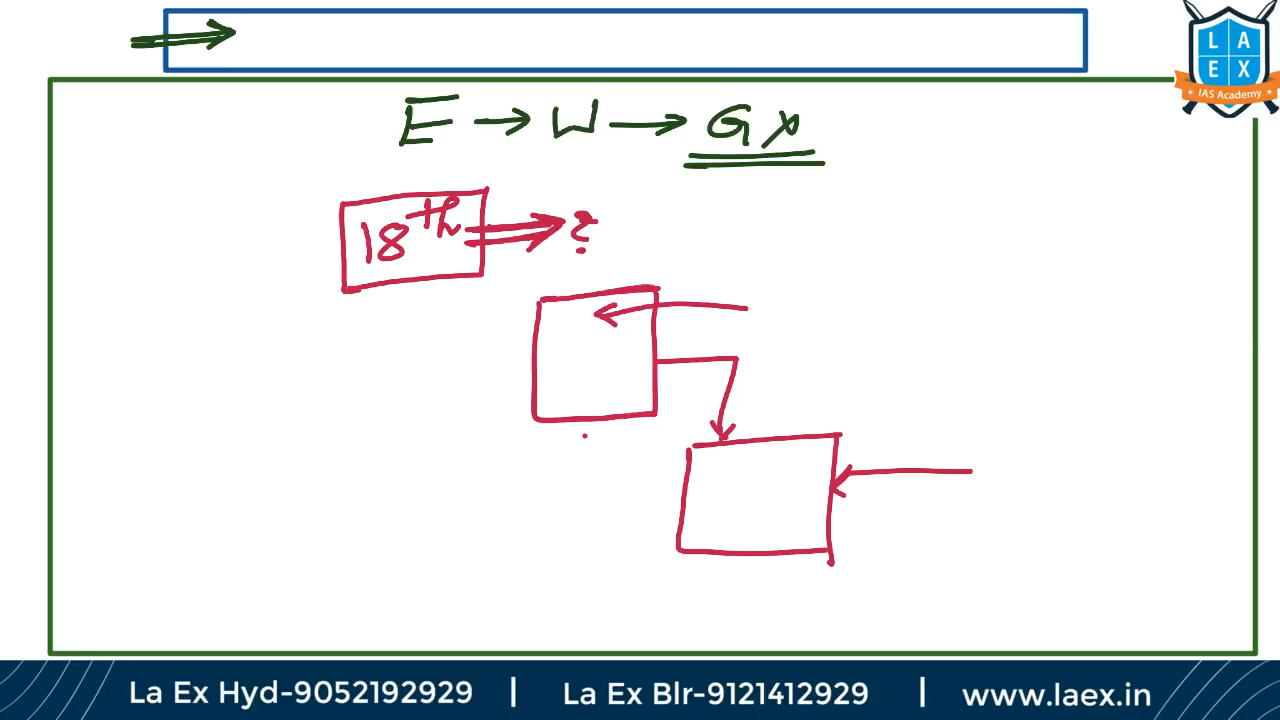 L A
E X
IAS Academy
E → W → Gx
18th ⇒ ?
La Ex Hyd-9052192929 | La Ex Blr-9121412929 | www.laex.in